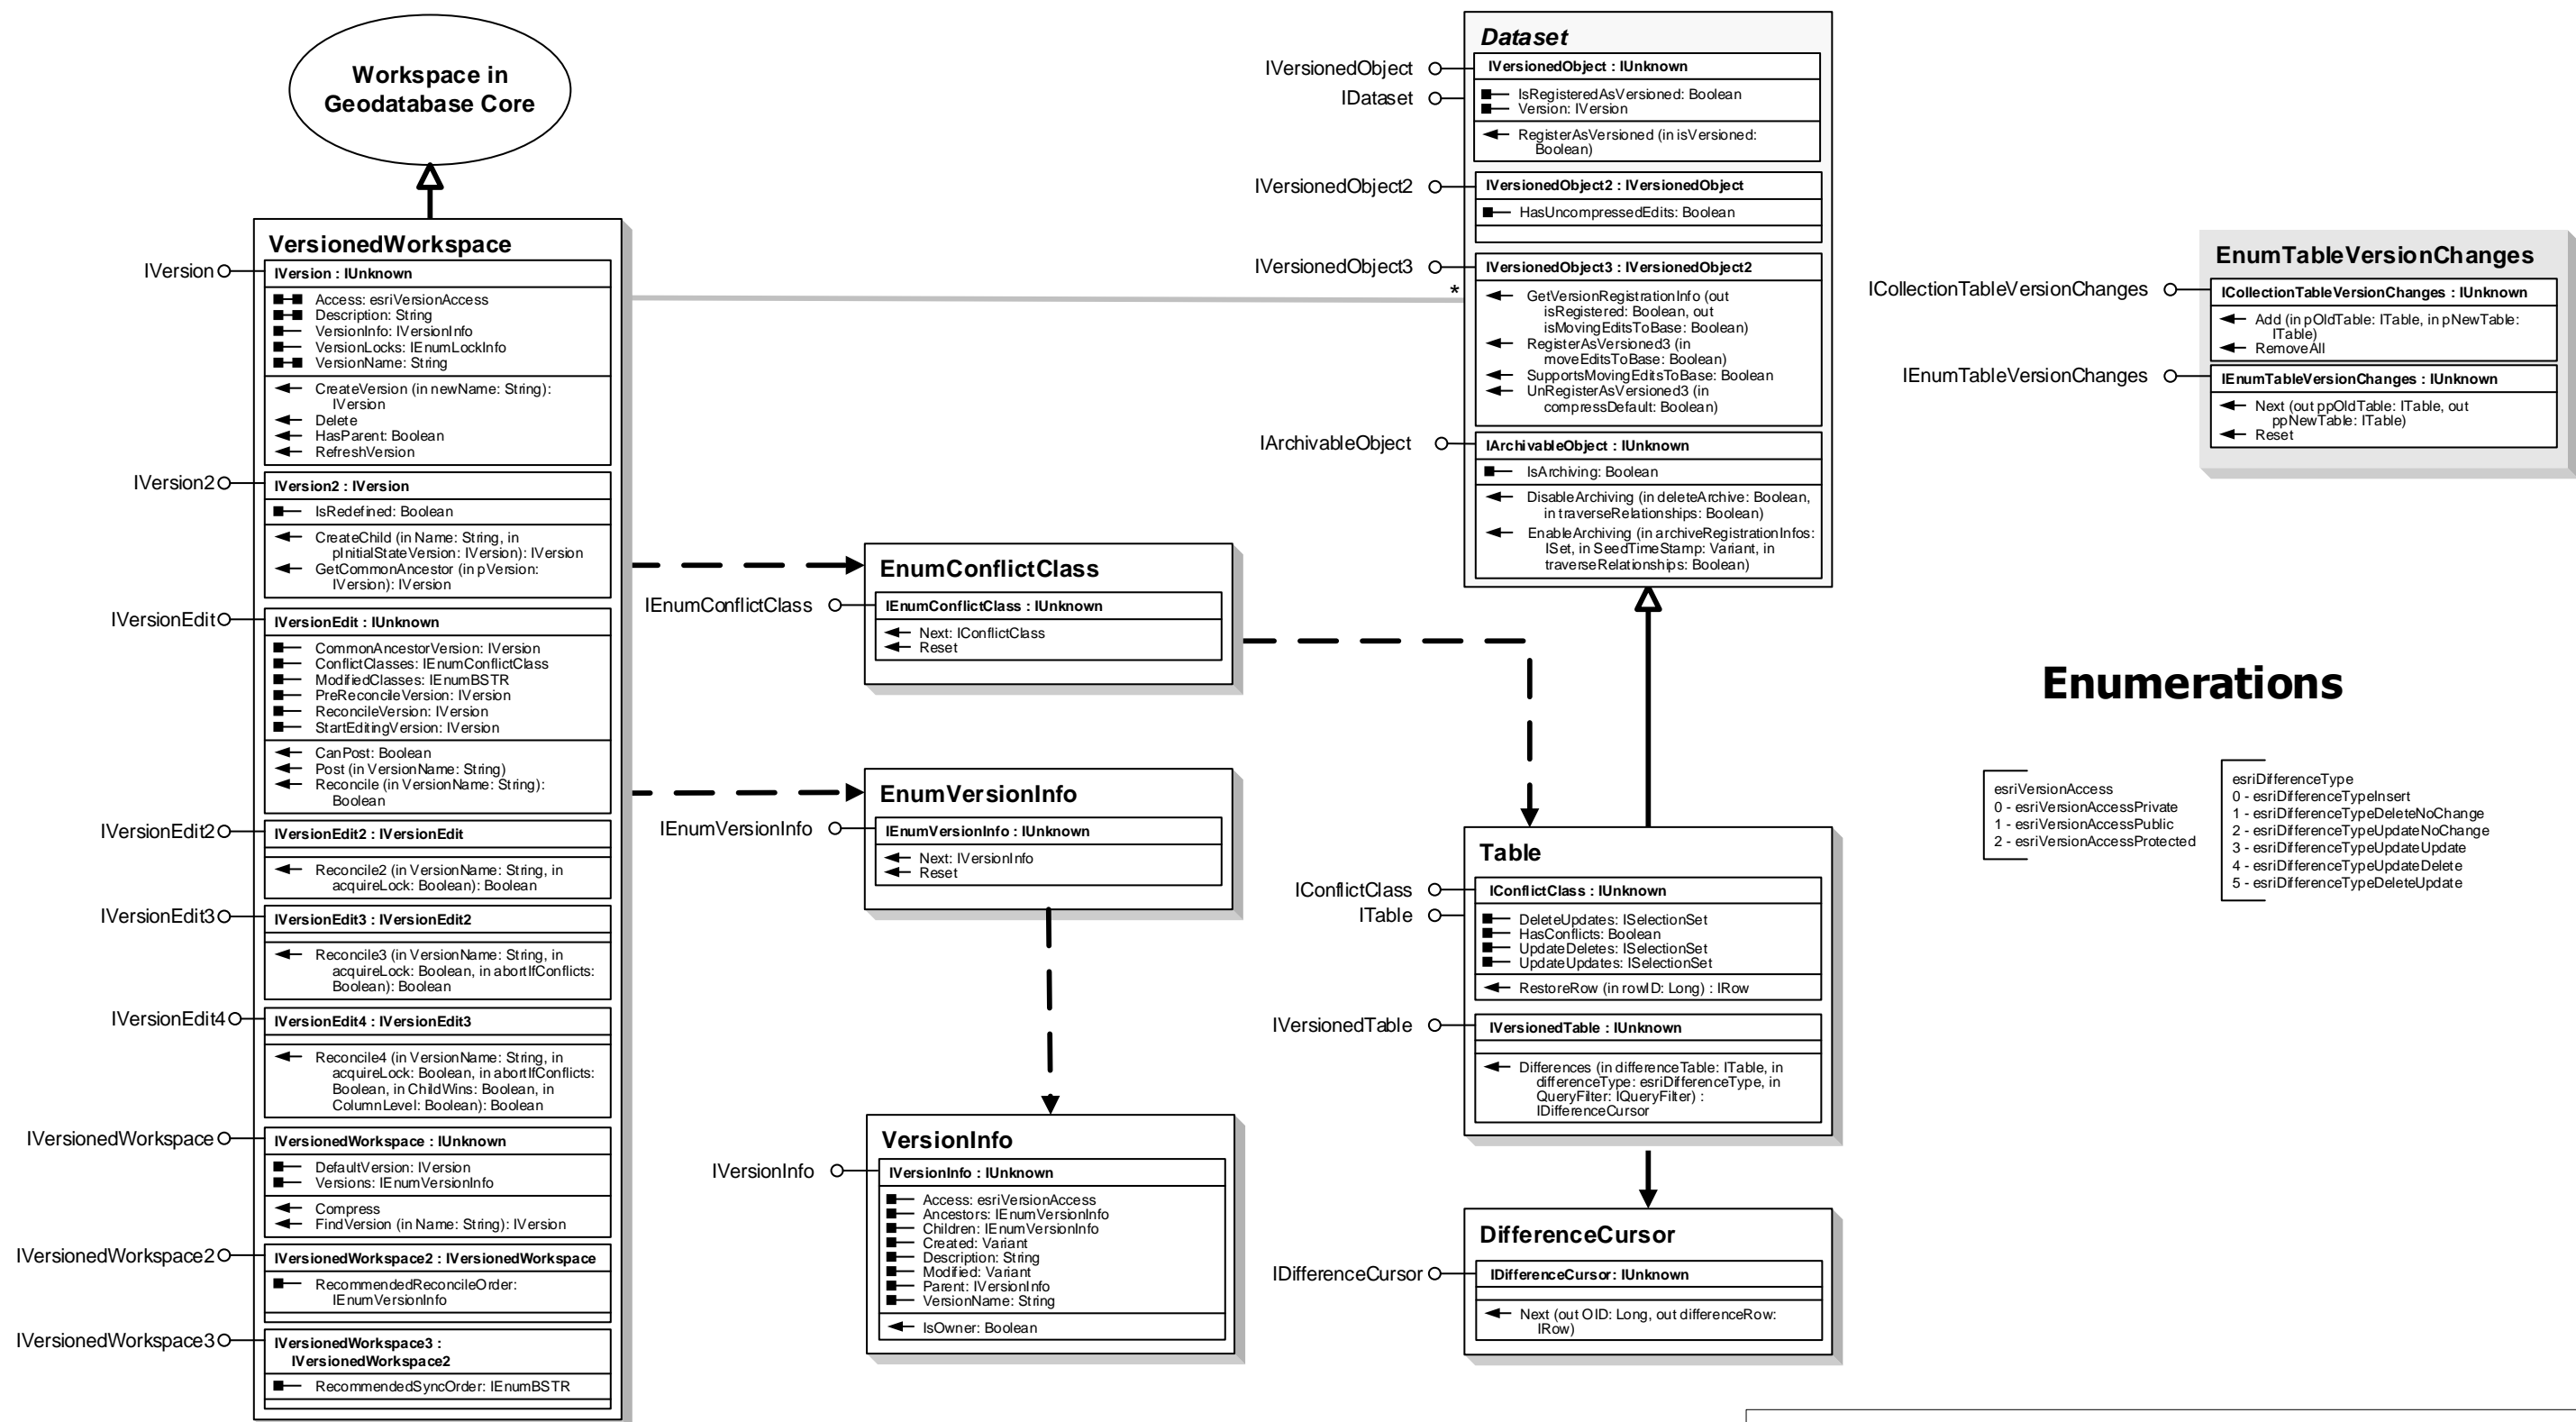 Workspace in
Geodatabase Core
VersionedWorkspace
IVersion
IVersion : IUnknown
Access: esriVersionAccess
Description: String
VersionInfo: IVersionInfo
VersionLocks: IEnumLockInfo
VersionName: String
CreateVersion (in newName: String):
IVersion
Delete
HasParent: Boolean
RefreshVersion
IVersion2
IVersion2 : IVersion
IsRedefined: Boolean
CreateChild (in Name: String, in
pInitialStateVersion: IVersion): IVersion
GetCommonAncestor (in pVersion:
IVersion): IVersion
IVersionEdit
IVersionEdit : IUnknown
CommonAncestorVersion: IVersion
ConflictClasses: IEnumConflictClass
ModifiedClasses: IEnumBSTR
PreReconcileVersion: IVersion
ReconcileVersion: IVersion
StartEditingVersion: IVersion
CanPost: Boolean
Post (in VersionName: String)
Reconcile (in VersionName: String):
Boolean
IVersionEdit2
IVersionEdit2 : IVersionEdit
Reconcile2 (in VersionName: String, in
acquireLock: Boolean): Boolean
IVersionEdit3
IVersionEdit3 : IVersionEdit2
Reconcile3 (in VersionName: String, in
acquireLock: Boolean, in abortIfConflicts:
Boolean): Boolean
IVersionEdit4
IVersionEdit4 : IVersionEdit3
Reconcile4 (in VersionName: String, in
acquireLock: Boolean, in abortIfConflicts:
Boolean, in ChildWins: Boolean, in
ColumnLevel: Boolean): Boolean
IVersionedWorkspace
IVersionedWorkspace : IUnknown
DefaultVersion: IVersion
Versions: IEnumVersionInfo
Compress
FindVersion (in Name: String): IVersion
IVersionedWorkspace2
IVersionedWorkspace2 : IVersionedWorkspace
RecommendedReconcileOrder:
IEnumVersionInfo
IVersionedWorkspace3
IVersionedWorkspace3 :
IVersionedWorkspace2
RecommendedSyncOrder: IEnumBSTR
EnumConflictClass
IEnumConflictClass
IEnumConflictClass : IUnknown
Next: IConflictClass
Reset
EnumVersionInfo
IEnumVersionInfo
IEnumVersionInfo : IUnknown
Next: IVersionInfo
Reset
VersionInfo
IVersionInfo
IVersionInfo : IUnknown
Access: esriVersionAccess
Ancestors: IEnumVersionInfo
Children: IEnumVersionInfo
Created: Variant
Description: String
Modified: Variant
Parent: IVersionInfo
VersionName: String
IsOwner: Boolean
Dataset
IVersionedObject
IDataset
IVersionedObject : IUnknown
IsRegisteredAsVersioned: Boolean
Version: IVersion
RegisterAsVersioned (in isVersioned:
Boolean)
IVersionedObject2
IVersionedObject2 : IVersionedObject
HasUncompressedEdits: Boolean
IVersionedObject3
*
IVersionedObject3 : IVersionedObject2
GetVersionRegistrationInfo (out
isRegistered: Boolean, out
isMovingEditsToBase: Boolean)
RegisterAsVersioned3 (in
moveEditsToBase: Boolean)
SupportsMovingEditsToBase: Boolean
UnRegisterAsVersioned3 (in
compressDefault: Boolean)
IArchivableObject
IArchivableObject : IUnknown
IsArchiving: Boolean
DisableArchiving (in deleteArchive: Boolean,
in traverseRelationships: Boolean)
EnableArchiving (in archiveRegistrationInfos:
ISet, in SeedTimeStamp: Variant, in
traverseRelationships: Boolean)
Table
IConflictClass
ITable
IConflictClass : IUnknown
DeleteUpdates: ISelectionSet
HasConflicts: Boolean
UpdateDeletes: ISelectionSet
UpdateUpdates: ISelectionSet
RestoreRow (in rowID: Long) : IRow
IVersionedTable
IVersionedTable : IUnknown
Differences (in differenceTable: ITable, in
differenceType: esriDifferenceType, in
QueryFilter: IQueryFilter) :
IDifferenceCursor
DifferenceCursor
IDifferenceCursor
IDifferenceCursor: IUnknown
Next (out OID: Long, out differenceRow:
IRow)
EnumTableVersionChanges
ICollectionTableVersionChanges
ICollectionTableVersionChanges : IUnknown
Add (in pOldTable: ITable, in pNewTable:
ITable)
RemoveAll
IEnumTableVersionChanges
IEnumTableVersionChanges : IUnknown
Next (out ppOldTable: ITable, out
ppNewTable: ITable)
Reset
Enumerations
esriVersionAccess
0 - esriVersionAccessPrivate
1 - esriVersionAccessPublic
2 - esriVersionAccessProtected
esriDifferenceType
0 - esriDifferenceTypeInsert
1 - esriDifferenceTypeDeleteNoChange
2 - esriDifferenceTypeUpdateNoChange
3 - esriDifferenceTypeUpdateUpdate
4 - esriDifferenceTypeUpdateDelete
5 - esriDifferenceTypeDeleteUpdate